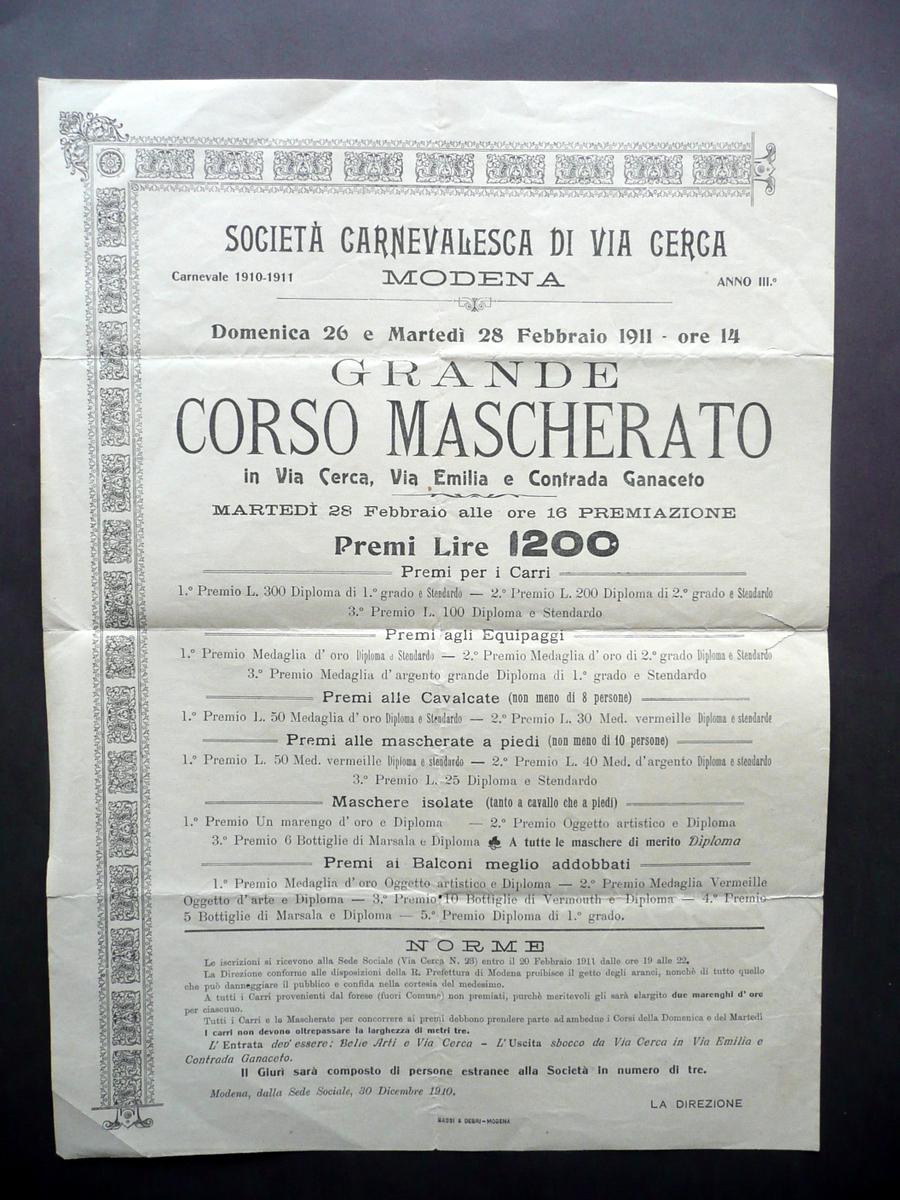 SOCIETÀ CARNEVALESCA DI VIA CERCA
Carnevale 1910-1911 MODENA ANNO III.º
Domenica 26 e Martedì 28 Febbraio 1911 - ore 14
GRANDE
CORSO MASCHERATO
in Via Cerca, Via Emilia e Contrada Ganaceto
MARTEDÌ 28 Febbraio alle ore 16 PREMIAZIONE
Premi Lire 1200
Premi per i Carri
1.º Premio L. 300 Diploma di 1.º grado e Stendardo — 2.º Premio L. 200 Diploma di 2.º grado e Stendardo
3.º Premio L. 100 Diploma e Stendardo
Premi agli Equipaggi
1.º Premio Medaglia d' oro Diploma e Stendardo — 2.º Premio Medaglia d' oro di 2.º grado Diploma e Stendardo
3.º Premio Medaglia d' argento grande Diploma di 1.º grado e Stendardo
Premi alle Cavalcate (non meno di 8 persone)
1.º Premio L. 50 Medaglia d' oro Diploma e Stendardo — 2.º Premio L. 30 Med. vermeille Diploma e stendarde
Premi alle mascherate a piedi (non meno di 10 persone)
1.º Premio L. 50 Med. vermeille Diploma e stendardo — 2.º Premio L. 40 Med. d'argento Diploma e stendardo
3.º Premio L. 25 Diploma e Stendardo
Maschere isolate (tanto a cavallo che a piedi)
1.º Premio Un marengo d' oro e Diploma — 2.º Premio Oggetto artistico e Diploma
3.º Premio 6 Bottiglie di Marsala e Diploma A tutte le maschere di merito Diploma
Premi ai Balconi meglio addobbati
1.º Premio Medaglia d' oro Oggetto artistico e Diploma — 2.º Premio Medaglia Vermeille
Oggetto d'arte e Diploma — 3.º Premio 10 Bottiglie di Vermouth e Diploma — 4.º Premio
5 Bottiglie di Marsala e Diploma — 5.º Premio Diploma di 1.º grado.
NORME
Le iscrizioni si ricevono alla Sede Sociale (Via Cerca N. 23) entro il 20 Febbraio 1911 dalle ore 19 alle 22.
La Direzione conforme alle disposizioni della R. Prefettura di Modena proibisce il getto degli aranci, nonchè di tutto quello
che può danneggiare il pubblico e confida nella cortesia del medesimo.
A tutti i Carri provenienti dal forese (fuori Comune) non premiati, purchè meritevoli gli sarà elargito due marenghi d' oro
per ciascuno.
Tutti i Carri e le Mascherate per concorrere ai premi debbono prendere parte ad ambedue i Corsi della Domenica e del Martedì
I carri non devono oltrepassare la larghezza di metri tre.
L' Entrata dev' essere: Belle Arti e Via Cerca - L' Uscita sbocco da Via Cerca in Via Emilia e
Contrada Ganaceto.
Il Giurì sarà composto di persone estranee alla Società in numero di tre.
Modena, dalla Sede Sociale, 30 Dicembre 1910.
LA DIREZIONE
BASSI & DEBRI-MODENA